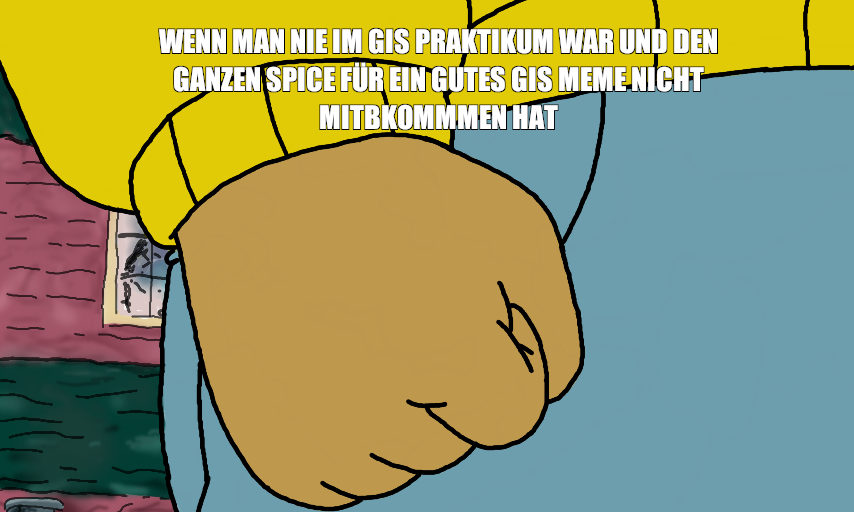 WENN MAN NIE IM GIS PRAKTIKUM WAR UND DEN
GANZEN SPICE FÜR EIN GUTES GIS MEME NICHT
MITBKOMMMEN HAT